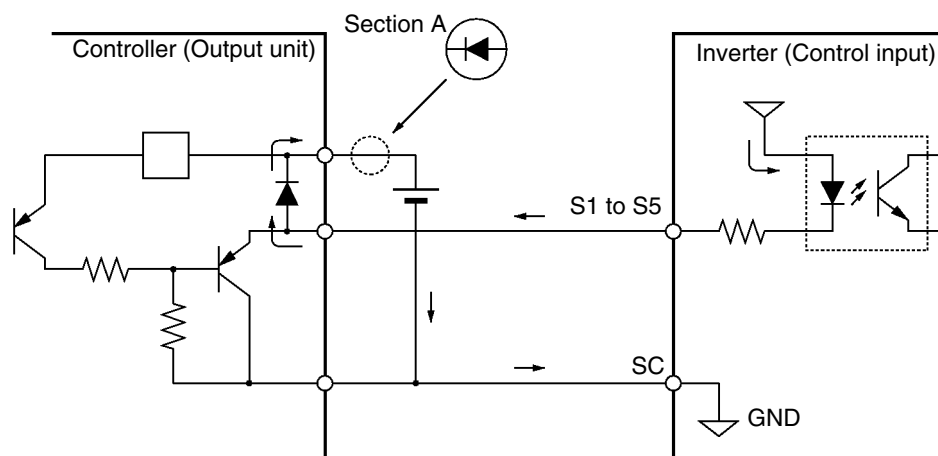 Section A
Controller (Output unit)
Inverter (Control input)
S1 to S5
SC
GND